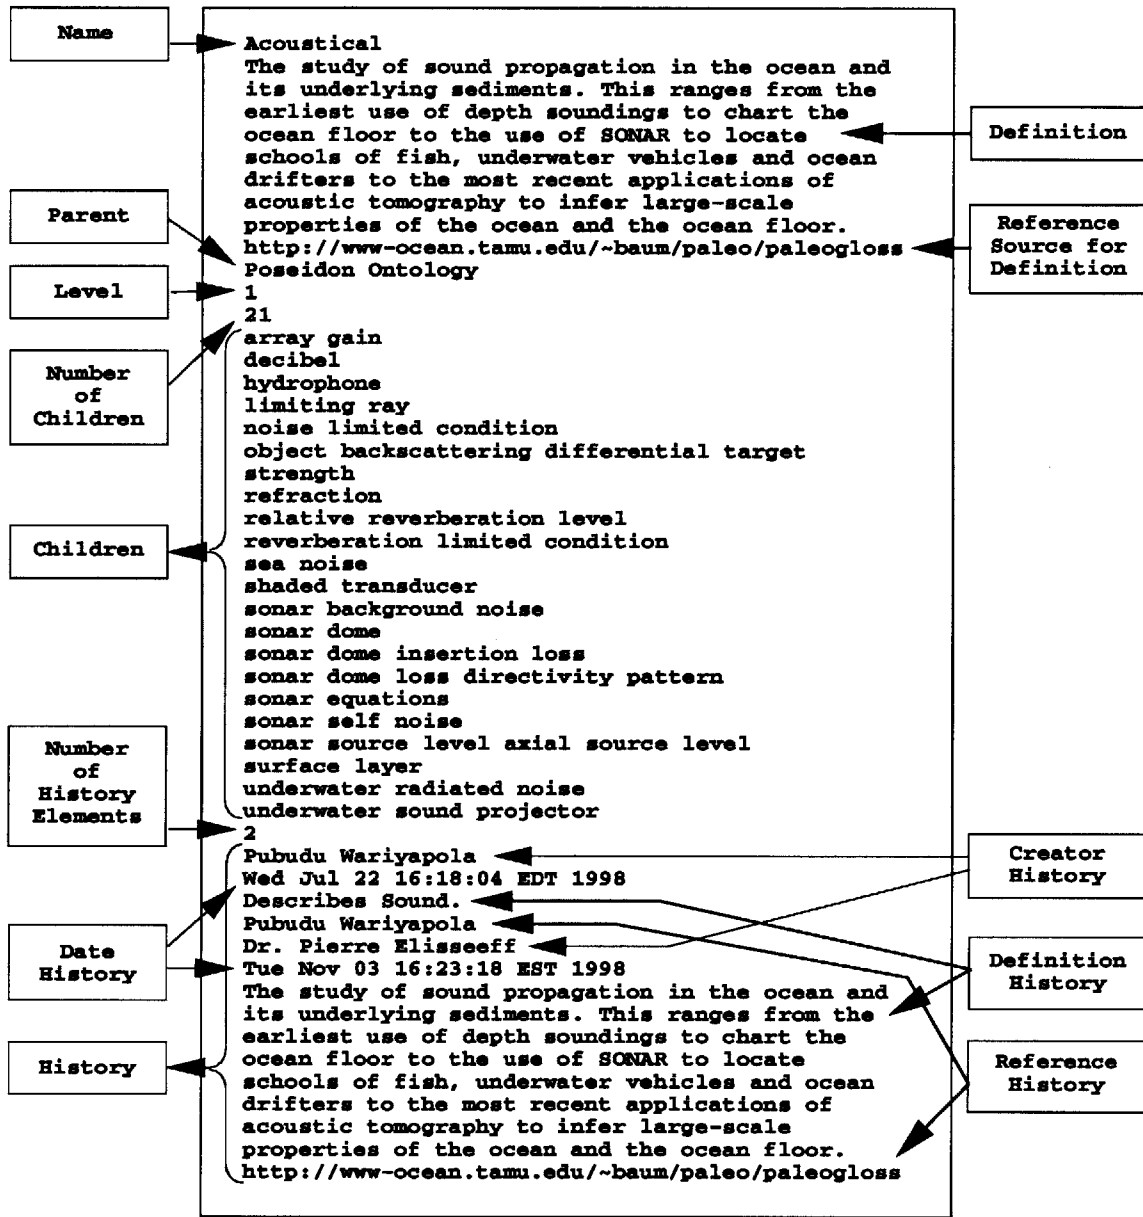 Name
Acoustical
The study of sound propagation in the ocean and
its underlying sediments. This ranges from the
earliest use of depth soundings to chart the
ocean floor to the use of SONAR to locate
schools of fish, underwater vehicles and ocean
drifters to the most recent applications of
acoustic tomography to infer large-scale
properties of the ocean and the ocean floor.
http://www-ocean.tamu.edu/~baum/paleo/paleogloss
Poseidon Ontology
1
21
array gain
decibel
hydrophone
limiting ray
noise limited condition
object backscattering differential target
strength
refraction
relative reverberation level
reverberation limited condition
sea noise
shaded transducer
sonar background noise
sonar dome
sonar dome insertion loss
sonar dome loss directivity pattern
sonar equations
sonar self noise
sonar source level axial source level
surface layer
underwater radiated noise
underwater sound projector
2
Pubudu Wariyapola
Wed Jul 22 16:18:04 EDT 1998
Describes Sound.
Pubudu Wariyapola
Dr. Pierre Elisseeff
Tue Nov 03 16:23:18 EST 1998
The study of sound propagation in the ocean and
its underlying sediments. This ranges from the
earliest use of depth soundings to chart the
ocean floor to the use of SONAR to locate
schools of fish, underwater vehicles and ocean
drifters to the most recent applications of
acoustic tomography to infer large-scale
properties of the ocean and the ocean floor.
http://www-ocean.tamu.edu/~baum/paleo/paleogloss
Parent
Level
Number
of
Children
Children
Number
of
History
Elements
Date
History
History
Definition
Reference
Source for
Definition
Creator
History
Definition
History
Reference
History